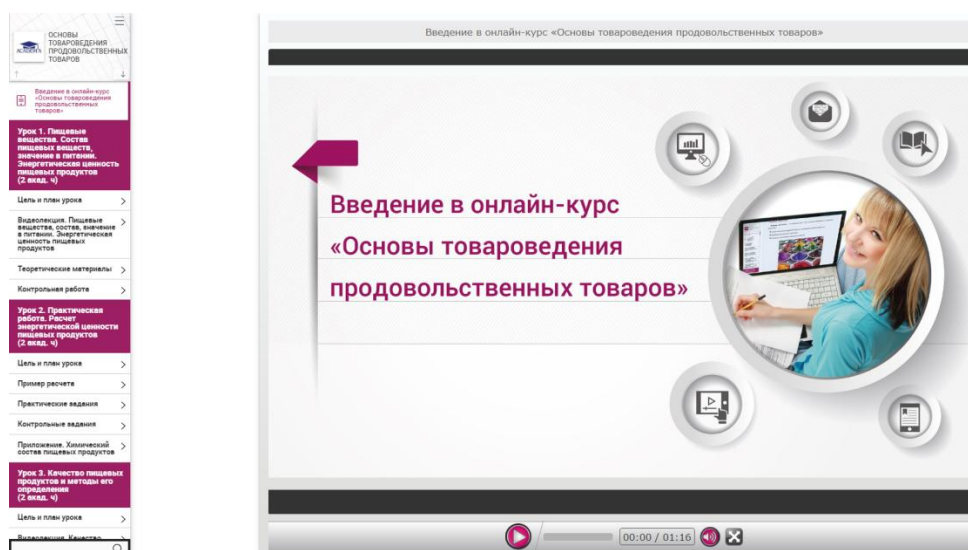 ОСНОВЫ
ТОВАРОВЕДЕНИЯ
ПРОДОВОЛЬСТВЕННЫХ
ТОВАРОВ
ACADEMIA
Введение в онлайн-курс
«Основы товароведения
продовольственных
товаров»
Урок 1. Пищевые
вещества. Состав
пищевых веществ,
значение в питании.
Энергетическая ценность
пищевых продуктов
(2 акад. ч)
Цель и план урока
Видеолекция. Пищевые
вещества, состав, значение
в питании. Энергетическая
ценность пищевых
продуктов
Теоретические материалы
Контрольная работа
Урок 2. Практическая
работа. Расчет
энергетической ценности
пищевых продуктов
(2 акад. ч)
Цель и план урока
Пример расчета
Практические задания
Контрольные задания
Приложение. Химический
состав пищевых продуктов
Урок 3. Качество пищевых
продуктов и методы его
определения
(2 акад. ч)
Цель и план урока
Видеолекция. Качество
Введение в онлайн-курс «Основы товароведения продовольственных товаров»
Введение в онлайн-курс
«Основы товароведения
продовольственных товаров»
00:00 / 01:16